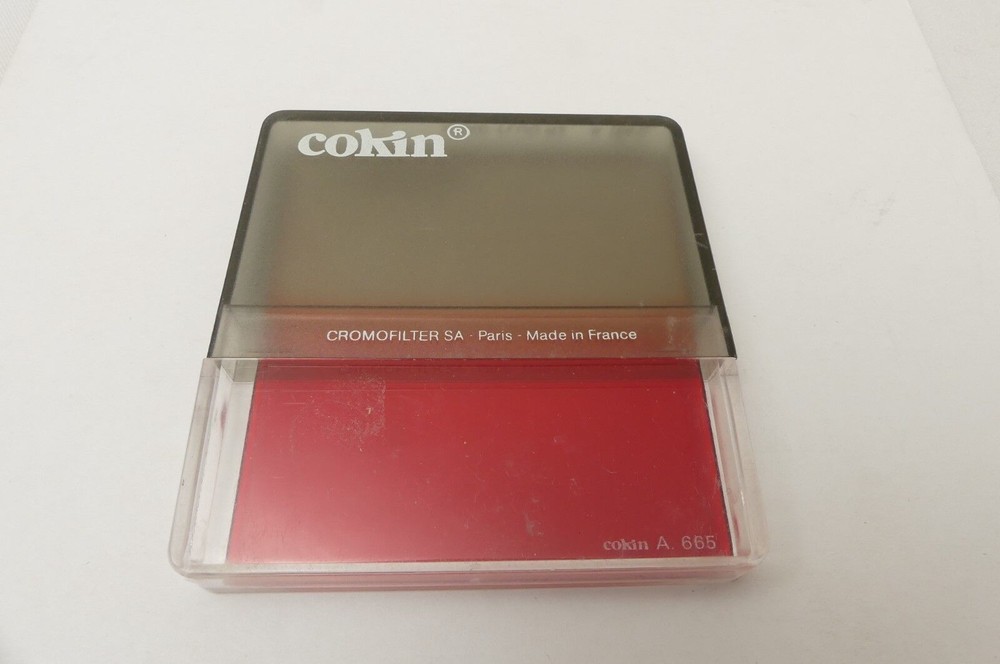 cokin®
CROMOFILTER SA - Paris - Made in France
cokin A. 665